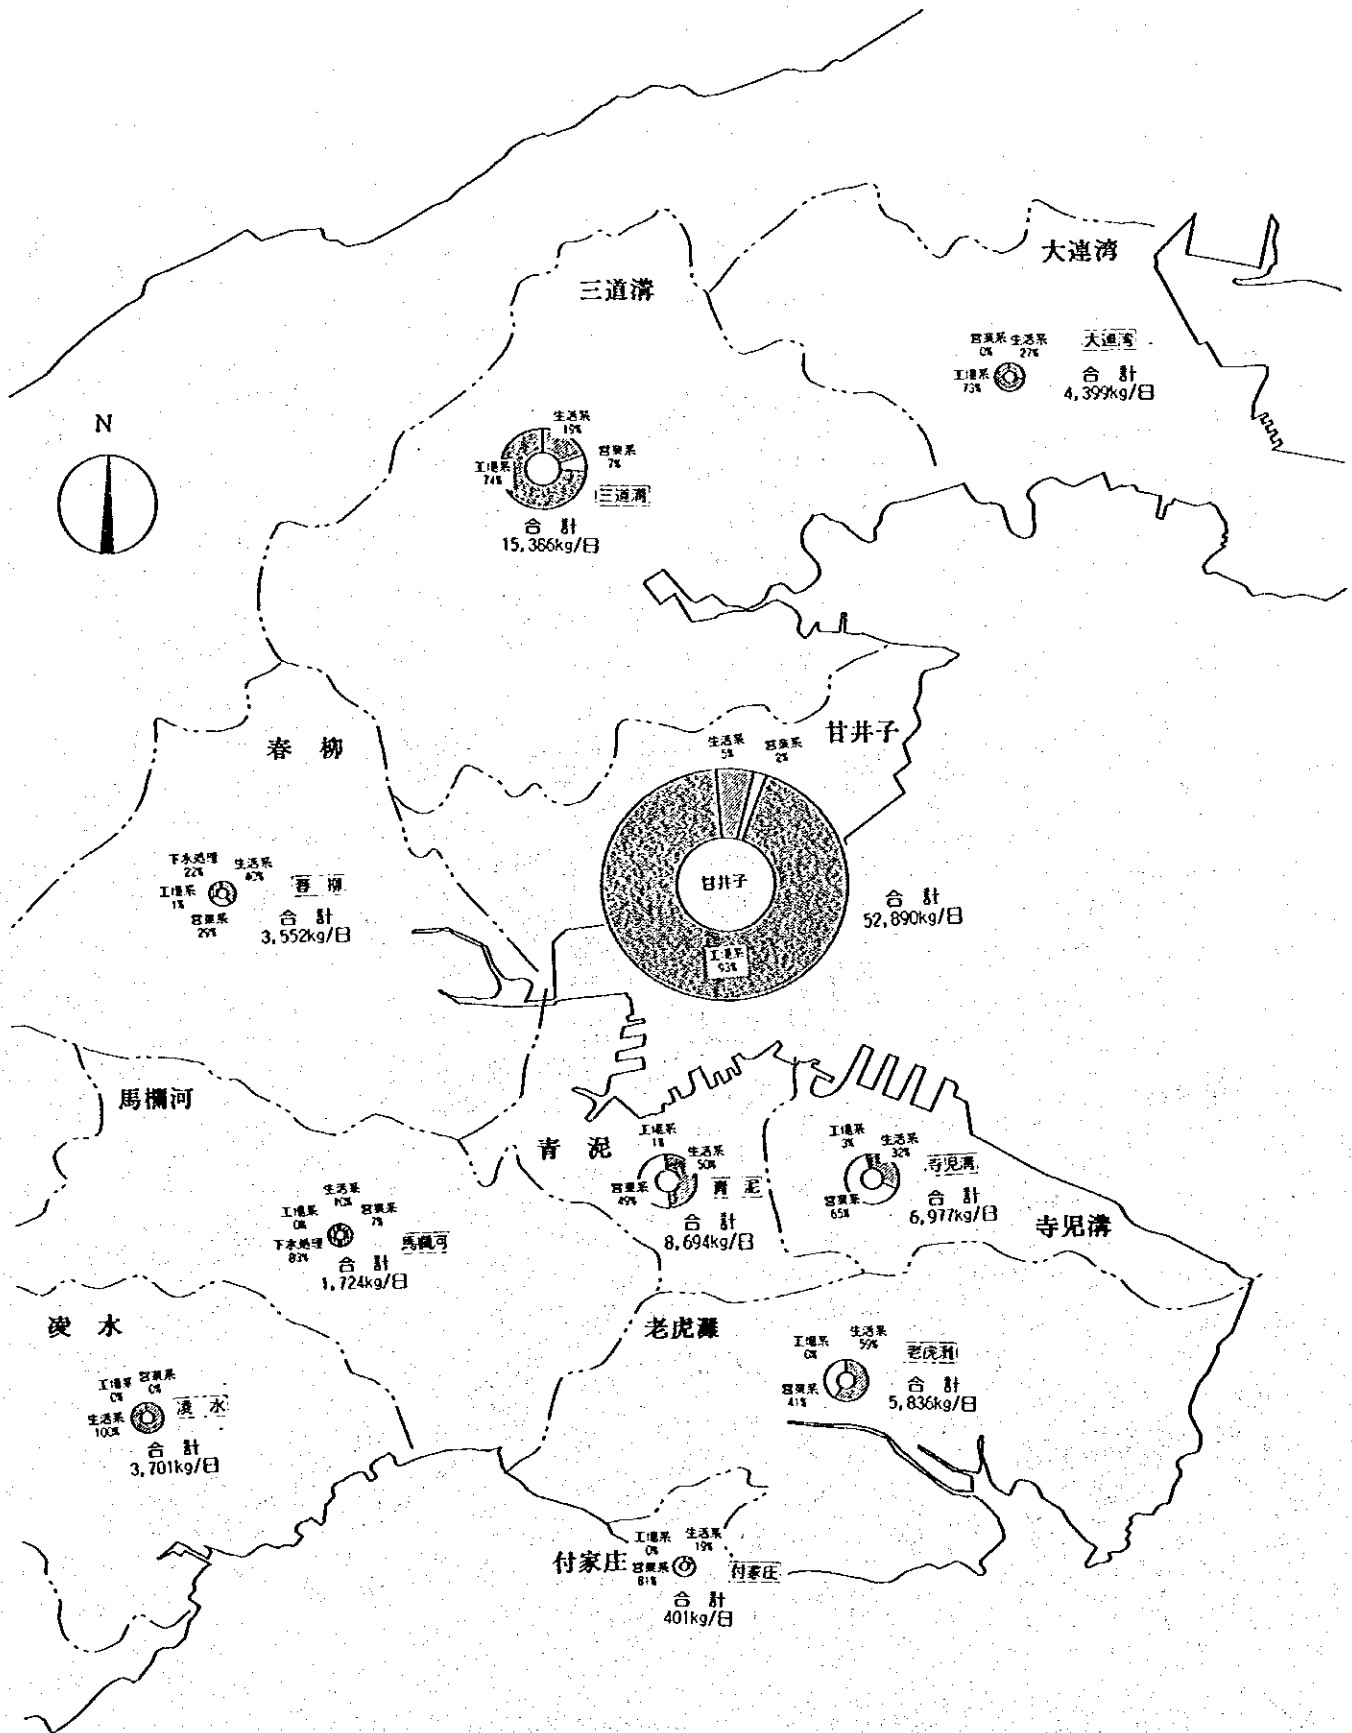 大連湾
三道溝
営業系 生活系
0% 27%
大連湾
工場系
73%
合 計
4,399kg/日
N
生活系
19%
営業系
7%
工場系
74%
三道溝
合 計
15,366kg/日
春 柳
甘井子
生活系
5%
営業系
2%
甘井子
工場系
93%
合 計
52,890kg/日
下水処理
22%
生活系
工場系
1%
春 柳
営業系
29%
合 計
3,552kg/日
馬欄河
青 泥
工場系
1%
生活系
50%
営業系
49%
青 泥
合 計
8,694kg/日
工場系
3%
生活系
32%
寺児溝
営業系
65%
合 計
6,977kg/日
寺児溝
生活系
10%
工場系
0%
営業系
7%
下水処理
83%
合 計
1,724kg/日
凌 水
老虎灘
工場系
0%
生活系
59%
老虎灘
営業系
41%
合 計
5,836kg/日
工場系
0%
営業系
0%
生活系
100%
凌 水
合 計
3,701kg/日
付家庄
工場系
0%
生活系
19%
営業系
81%
付家庄
合 計
401kg/日